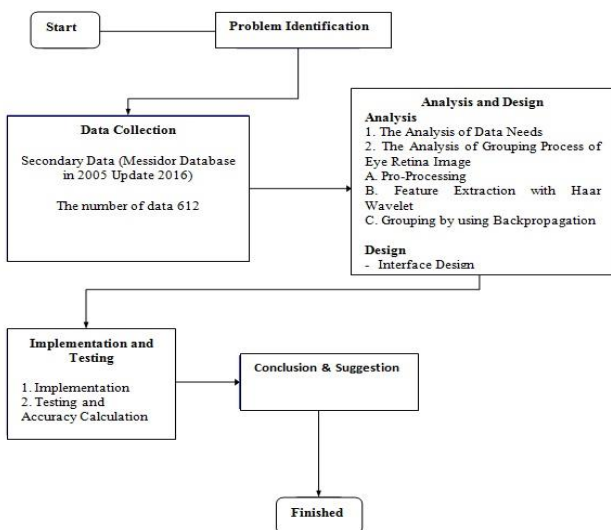 Start
Problem Identification
Data Collection
Secondary Data (Messidor Database
in 2005 Update 2016)
The number of data 612
Analysis and Design
Analysis
1. The Analysis of Data Needs
2. The Analysis of Grouping Process of
Eye Retina Image
A. Pro-Processing
B. Feature Extraction with Haar
Wavelet
C. Grouping by using Backpropagation
Design
- Interface Design
Implementation and
Testing
1. Implementation
2. Testing and
Accuracy Calculation
Conclusion & Suggestion
Finished